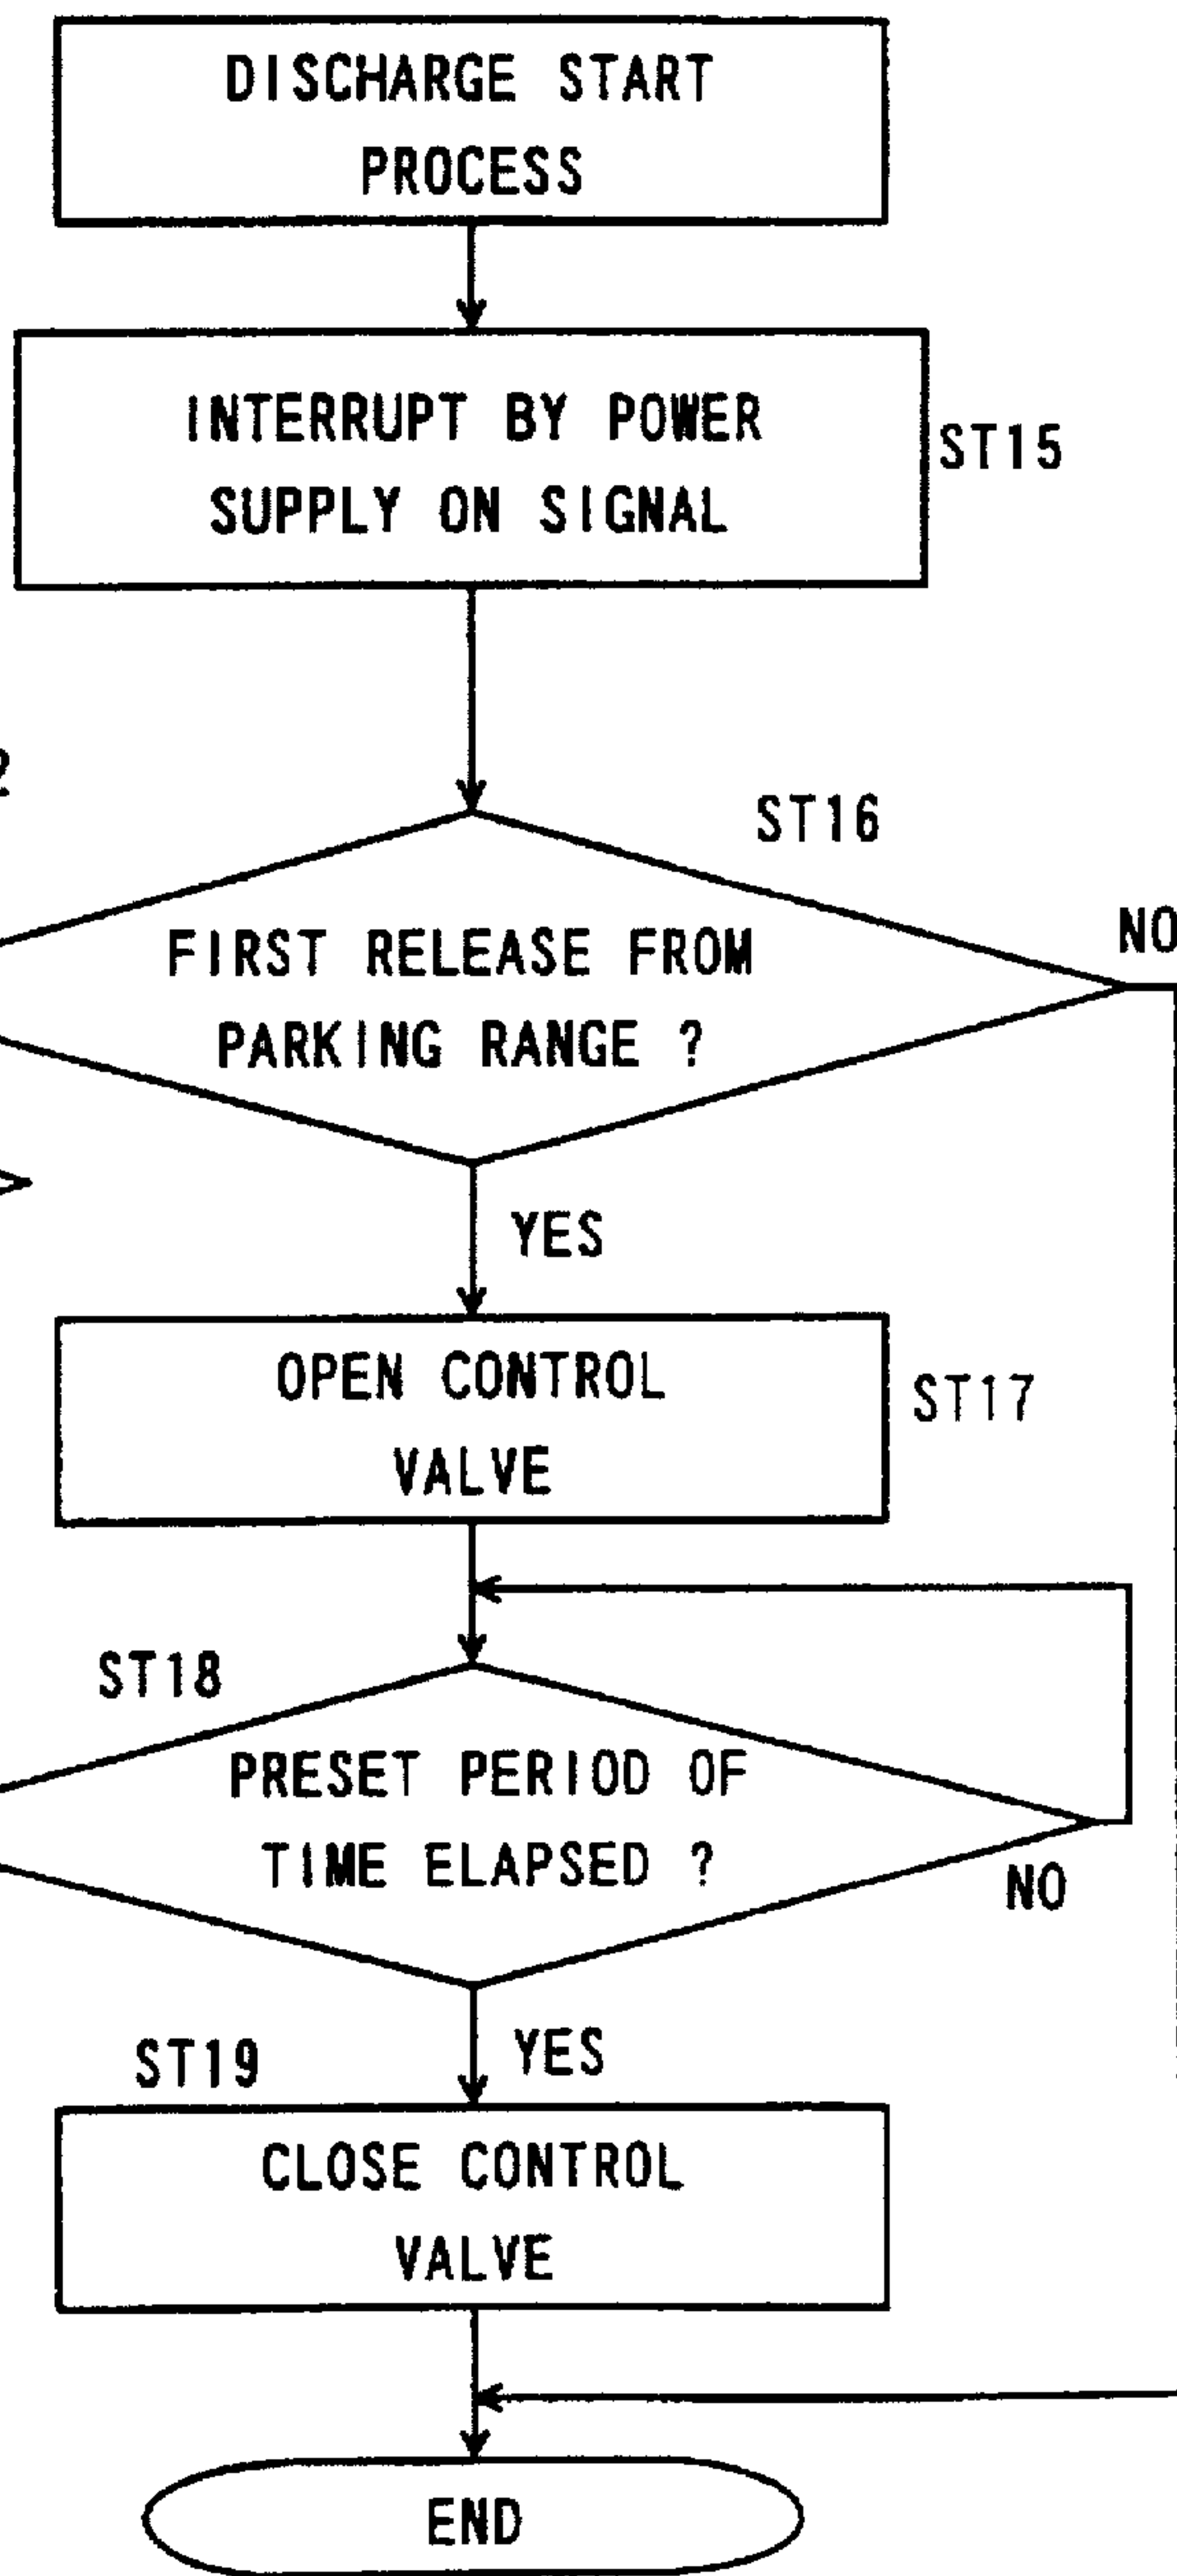 DISCHARGE START
PROCESS
INTERRUPT BY POWER
SUPPLY ON SIGNAL
ST15
2
ST16
FIRST RELEASE FROM
PARKING RANGE ?
NO
YES
OPEN CONTROL
VALVE
ST17
ST18
PRESET PERIOD OF
TIME ELAPSED ?
NO
YES
ST19
CLOSE CONTROL
VALVE
END